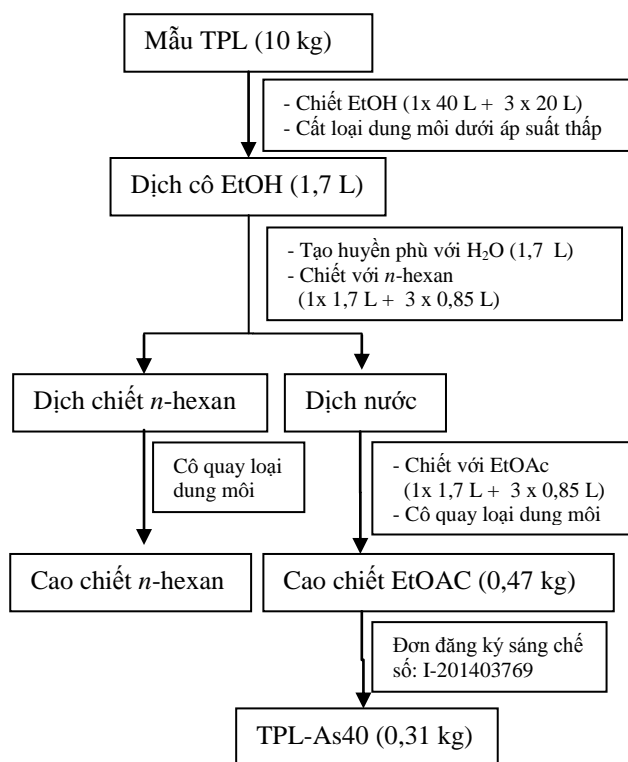 Mẫu TPL (10 kg)
- Chiết EtOH (1x 40 L + 3 x 20 L)
- Cất loại dung môi dưới áp suất thấp
Dịch cô EtOH (1,7 L)
- Tạo huyền phù với H₂O (1,7 L)
- Chiết với n-hexan
(1x 1,7 L + 3 x 0,85 L)
Dịch chiết n-hexan
Dịch nước
Cô quay loại
dung môi
- Chiết với EtOAc
(1x 1,7 L + 3 x 0,85 L)
- Cô quay loại dung môi
Cao chiết n-hexan
Cao chiết EtOAC (0,47 kg)
Đơn đăng ký sáng chế
số: I-201403769
TPL-As40 (0,31 kg)